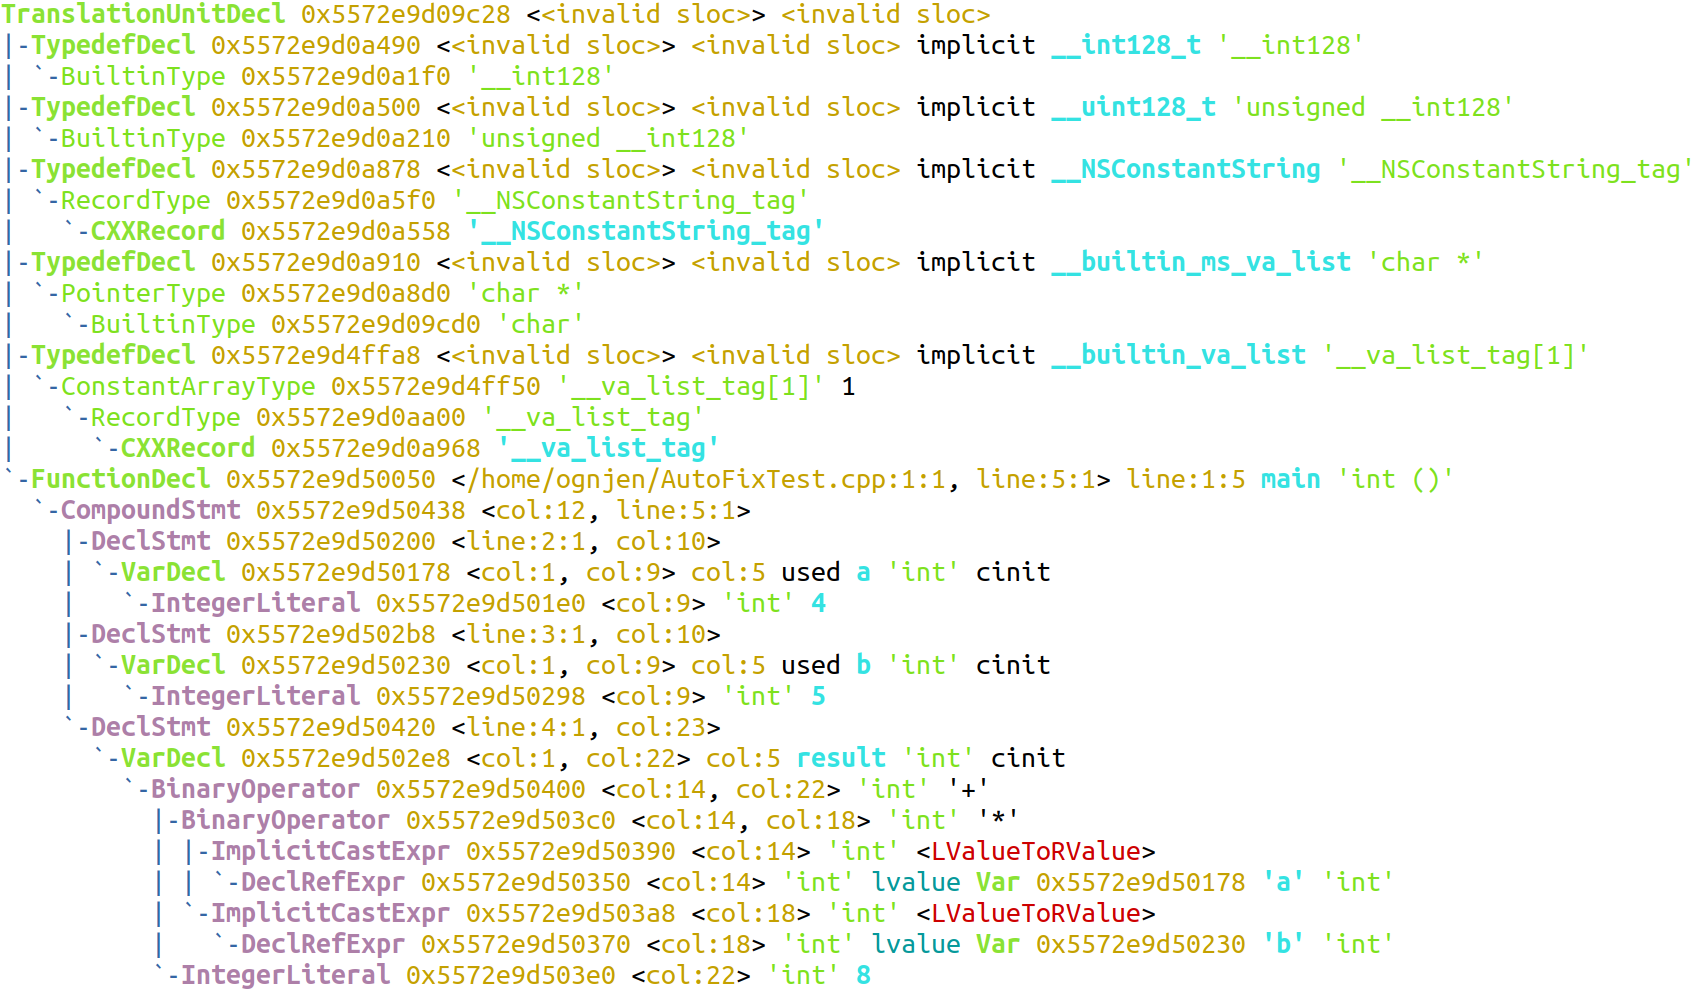 TranslationUnitDecl 0x5572e9d09c28 <<invalid sloc>> <invalid sloc>
|-TypedefDecl 0x5572e9d0a490 <<invalid sloc>> <invalid sloc> implicit __int128_t '__int128'
| `-BuiltinType 0x5572e9d0a1f0 '__int128'
|-TypedefDecl 0x5572e9d0a500 <<invalid sloc>> <invalid sloc> implicit __uint128_t 'unsigned __int128'
| `-BuiltinType 0x5572e9d0a210 'unsigned __int128'
|-TypedefDecl 0x5572e9d0a878 <<invalid sloc>> <invalid sloc> implicit __NSConstantString '__NSConstantString_tag'
| `-RecordType 0x5572e9d0a5f0 '__NSConstantString_tag'
|   `-CXXRecord 0x5572e9d0a558 '__NSConstantString_tag'
|-TypedefDecl 0x5572e9d0a910 <<invalid sloc>> <invalid sloc> implicit __builtin_ms_va_list 'char *'
| `-PointerType 0x5572e9d0a8d0 'char *'
|   `-BuiltinType 0x5572e9d09cd0 'char'
|-TypedefDecl 0x5572e9d4ffa8 <<invalid sloc>> <invalid sloc> implicit __builtin_va_list '__va_list_tag[1]'
| `-ConstantArrayType 0x5572e9d4ff50 '__va_list_tag[1]' 1
|   `-RecordType 0x5572e9d0aa00 '__va_list_tag'
|     `-CXXRecord 0x5572e9d0a968 '__va_list_tag'
`-FunctionDecl 0x5572e9d50050 </home/ognjen/AutoFixTest.cpp:1:1, line:5:1> line:1:5 main 'int ()'
  `-CompoundStmt 0x5572e9d50438 <col:12, line:5:1>
    |-DeclStmt 0x5572e9d50200 <line:2:1, col:10>
    | `-VarDecl 0x5572e9d50178 <col:1, col:9> col:5 used a 'int' cinit
    |   `-IntegerLiteral 0x5572e9d501e0 <col:9> 'int' 4
    |-DeclStmt 0x5572e9d502b8 <line:3:1, col:10>
    | `-VarDecl 0x5572e9d50230 <col:1, col:9> col:5 used b 'int' cinit
    |   `-IntegerLiteral 0x5572e9d50298 <col:9> 'int' 5
    `-DeclStmt 0x5572e9d50420 <line:4:1, col:23>
      `-VarDecl 0x5572e9d502e8 <col:1, col:22> col:5 result 'int' cinit
        `-BinaryOperator 0x5572e9d50400 <col:14, col:22> 'int' '+'
          |-BinaryOperator 0x5572e9d503c0 <col:14, col:18> 'int' '*'
          | |-ImplicitCastExpr 0x5572e9d50390 <col:14> 'int' <LValueToRValue>
          | | `-DeclRefExpr 0x5572e9d50350 <col:14> 'int' lvalue Var 0x5572e9d50178 'a' 'int'
          | `-ImplicitCastExpr 0x5572e9d503a8 <col:18> 'int' <LValueToRValue>
          |   `-DeclRefExpr 0x5572e9d50370 <col:18> 'int' lvalue Var 0x5572e9d50230 'b' 'int'
          `-IntegerLiteral 0x5572e9d503e0 <col:22> 'int' 8